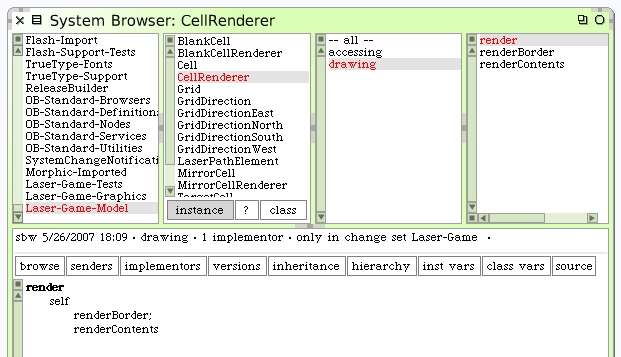 System Browser: CellRenderer
Flash-Import
Flash-Support-Tests
TrueType-Fonts
TrueType-Support
ReleaseBuilder
OB-Standard-Browsers
OB-Standard-Definition
OB-Standard-Nodes
OB-Standard-Services
OB-Standard-Utilities
SystemChangeNotificati
Morphic-Imported
Laser-Game-Tests
Laser-Game-Graphics
Laser-Game-Model
BlankCell
BlankCellRenderer
Cell
CellRenderer
Grid
GridDirection
GridDirectionEast
GridDirectionNorth
GridDirectionSouth
GridDirectionWest
LaserPathElement
MirrorCell
MirrorCellRenderer
TargetCell
instance ? class
-- all --
accessing
drawing
render
renderBorder
renderContents
sbw 5/26/2007 18:09 · drawing · 1 implementor · only in change set Laser-Game ·
browse senders implementors versions inheritance hierarchy inst vars class vars source
render
self
renderBorder;
renderContents